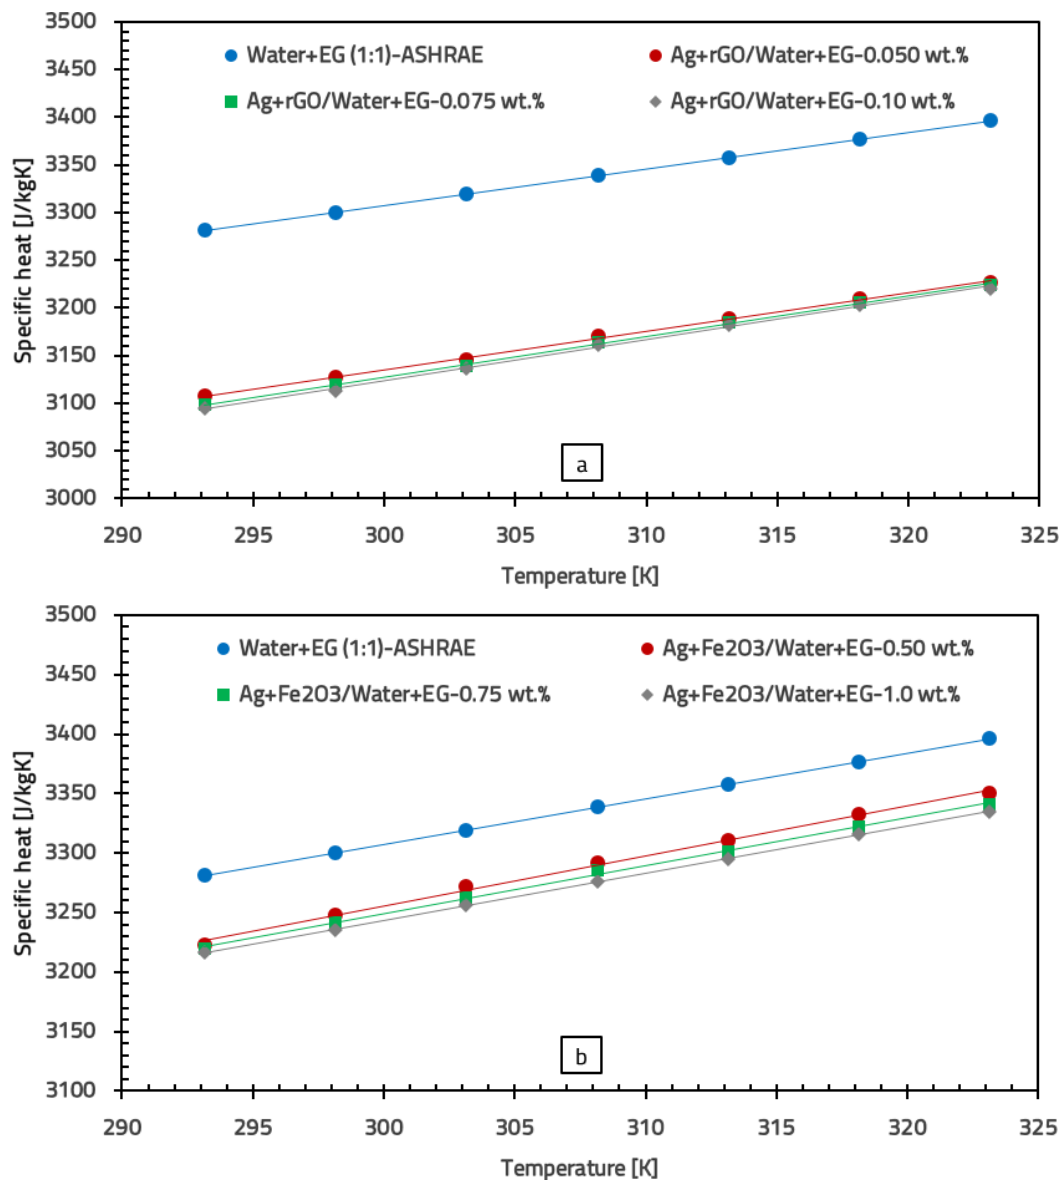 3500
3450
3400
3350
3300
3250
3200
3150
3100
3050
3000
Specific heat [J/kgK]
Water+EG (1:1)-ASHRAE
Ag+rGO/Water+EG-0.050 wt.%
Ag+rGO/Water+EG-0.075 wt.%
Ag+rGO/Water+EG-0.10 wt.%
a
290 295 300 305 310 315 320 325
Temperature [K]
3500
3450
3400
3350
3300
3250
3200
3150
3100
Specific heat [J/kgK]
Water+EG (1:1)-ASHRAE
Ag+Fe2O3/Water+EG-0.50 wt.%
Ag+Fe2O3/Water+EG-0.75 wt.%
Ag+Fe2O3/Water+EG-1.0 wt.%
b
290 295 300 305 310 315 320 325
Temperature [K]